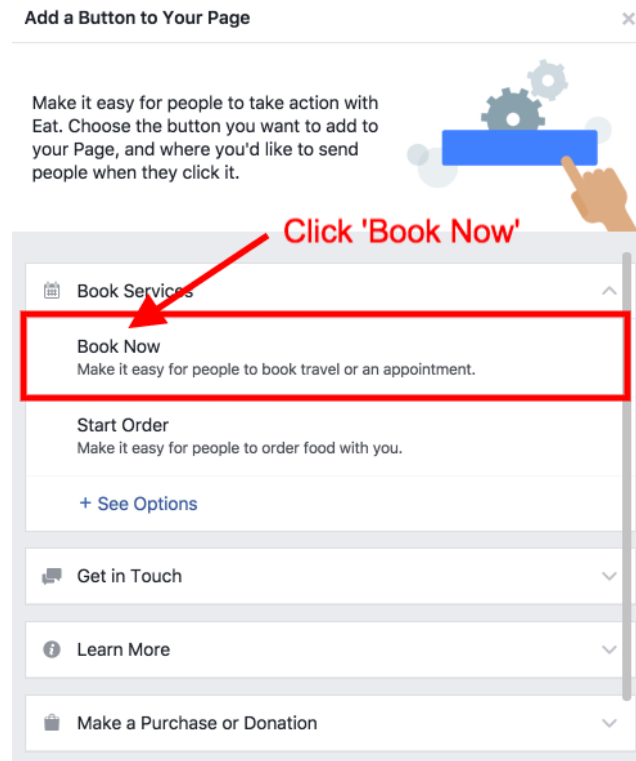 Add a Button to Your Page
Make it easy for people to take action with
Eat. Choose the button you want to add to
your Page, and where you'd like to send
people when they click it.
Click 'Book Now'
Book Services
Book Now
Make it easy for people to book travel or an appointment.
Start Order
Make it easy for people to order food with you.
+ See Options
Get in Touch
Learn More
Make a Purchase or Donation